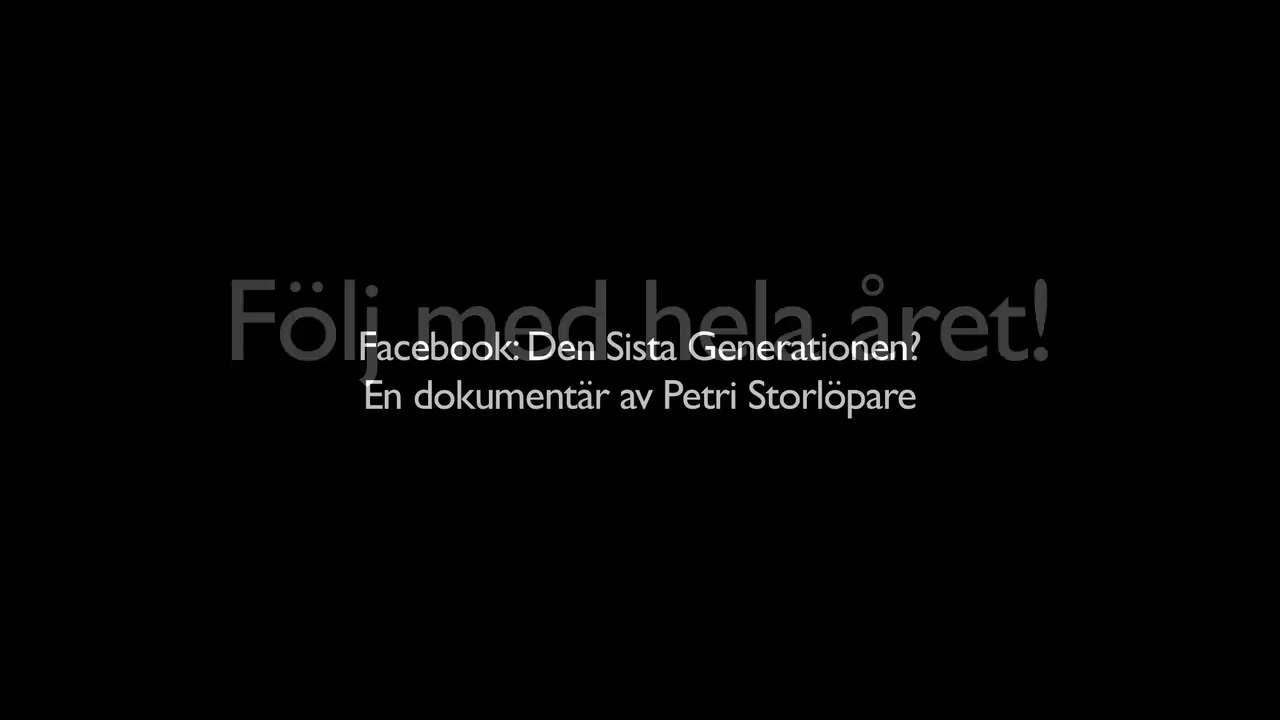 Följ med hela året!
Facebook: Den Sista Generationen?
En dokumentär av Petri Storlöpare